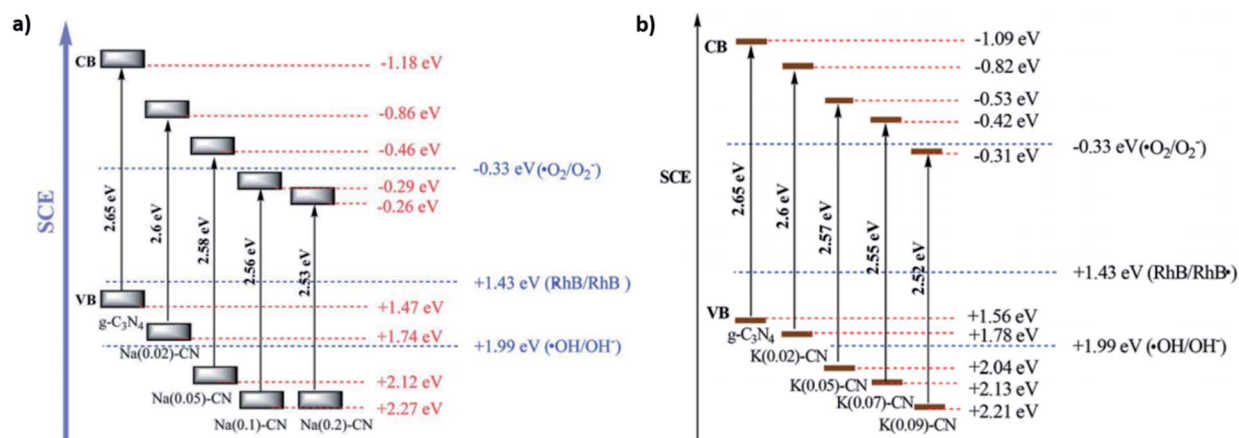 a)
SCE
CB
-1.18 eV
-0.86 eV
-0.46 eV
-0.33 eV (•O₂/O₂⁻)
-0.29 eV
-0.26 eV
2.65 eV
2.6 eV
2.58 eV
2.56 eV
2.53 eV
+1.43 eV (RhB/RhB )
VB
g-C₃N₄
+1.47 eV
Na(0.02)-CN
+1.74 eV
+1.99 eV (•OH/OH⁻)
Na(0.05)-CN
+2.12 eV
Na(0.1)-CN
Na(0.2)-CN
+2.27 eV
b)
SCE
CB
-1.09 eV
-0.82 eV
-0.53 eV
-0.42 eV
-0.33 eV (•O₂/O₂⁻)
-0.31 eV
2.65 eV
2.6 eV
2.57 eV
2.55 eV
2.52 eV
+1.43 eV (RhB/RhB•)
VB
g-C₃N₄
+1.56 eV
+1.78 eV
K(0.02)-CN
+1.99 eV (•OH/OH⁻)
K(0.05)-CN
+2.04 eV
+2.13 eV
K(0.07)-CN
+2.21 eV
K(0.09)-CN